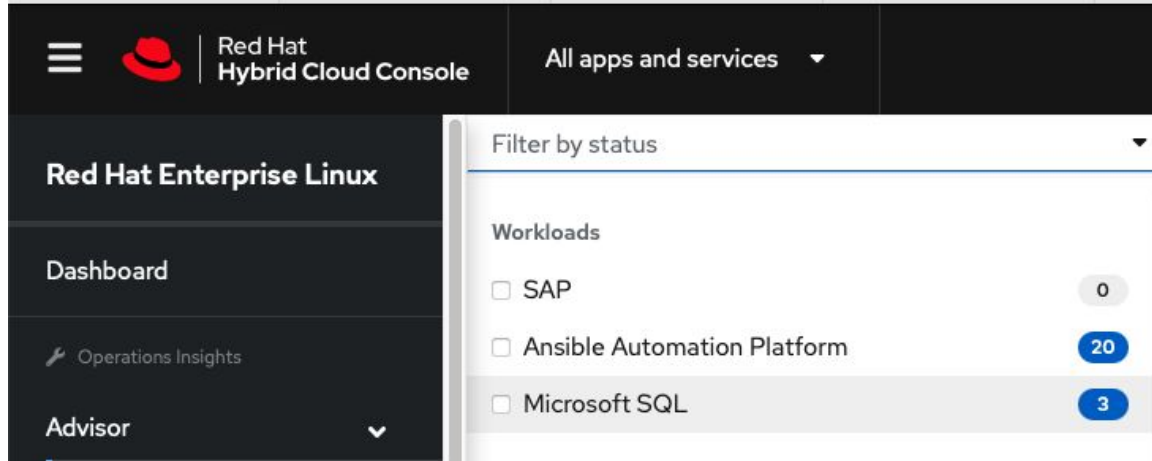 Red Hat
Hybrid Cloud Console
All apps and services
Red Hat Enterprise Linux
Dashboard
Operations Insights
Advisor
Filter by status
Workloads
SAP 0
Ansible Automation Platform 20
Microsoft SQL 3